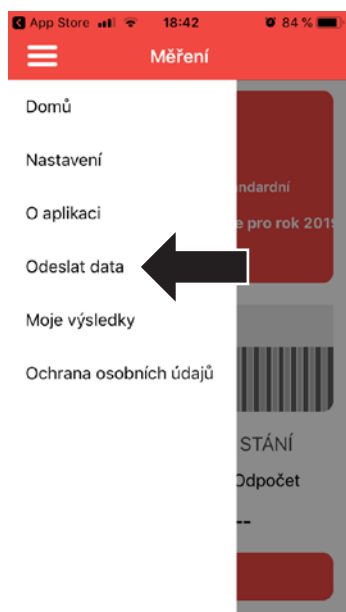 App Store 18:42 84 %
Měření
Domů
Nastavení
ndardní
O aplikaci
e pro rok 2019
Odeslat data
Moje výsledky
Ochrana osobních údajů
STÁNÍ
Odpočet
--